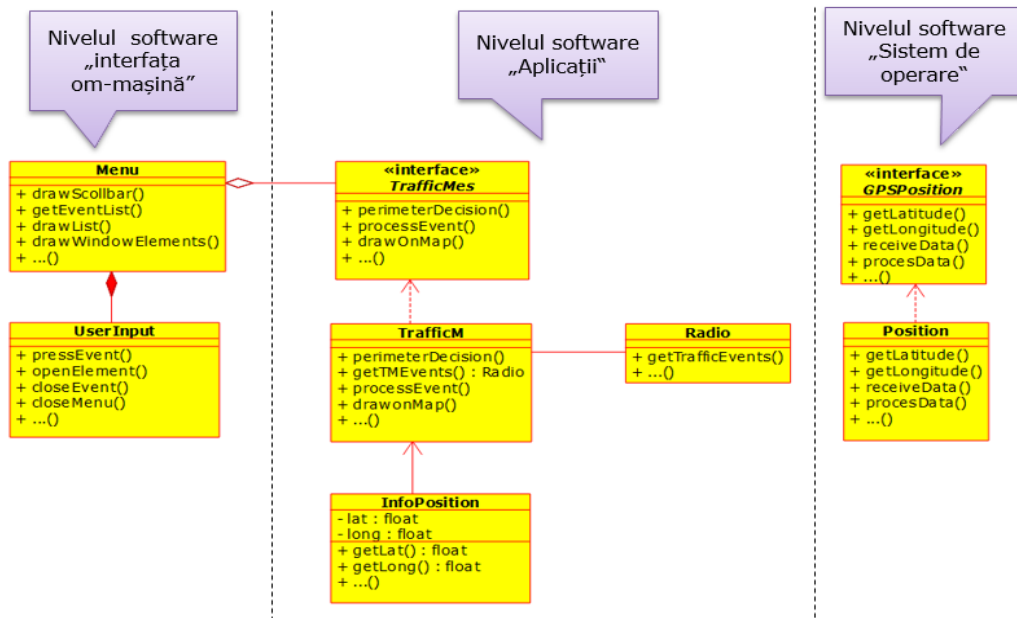 Nivelul software
„interfața
om-mașină”
Nivelul software
„Aplicații“
Nivelul software
„Sistem de
operare“
Menu
+ drawScollbar()
+ getEventList()
+ drawList()
+ drawWindowElements()
+ ...()
UserInput
+ pressEvent()
+ openElement()
+ closeEvent()
+ closeMenu()
+ ...()
«interface»
TrafficMes
+ perimeterDecision()
+ processEvent()
+ drawOnMap()
+ ...()
TrafficM
+ perimeterDecision()
+ getTMEvents() : Radio
+ processEvent()
+ drawonMap()
+ ...()
Radio
+ getTrafficEvents()
+ ...()
InfoPosition
- lat : float
- long : float
+ getLat() : float
+ getLong() : float
+ ...()
«interface»
GPSPosition
+ getLatitude()
+ getLongitude()
+ receiveData()
+ procesData()
+ ...()
Position
+ getLatitude()
+ getLongitude()
+ receiveData()
+ procesData()
+ ...()